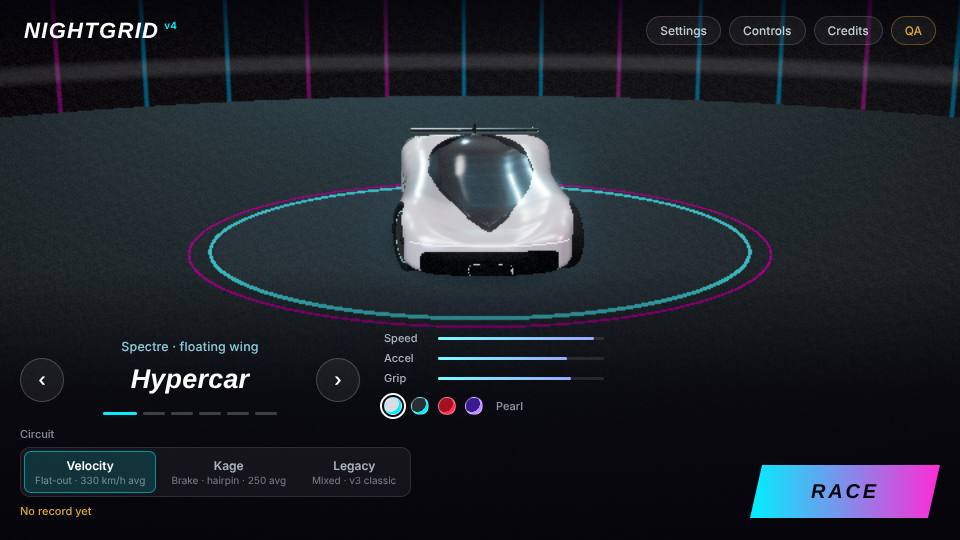 NIGHTGRID v4
Settings Controls Credits QA
Spectre · floating wing
‹ Hypercar ›
Speed
Accel
Grip
Pearl
Circuit
Velocity Kage Legacy
Flat-out · 330 km/h avg Brake · hairpin · 250 avg Mixed · v3 classic
No record yet
RACE